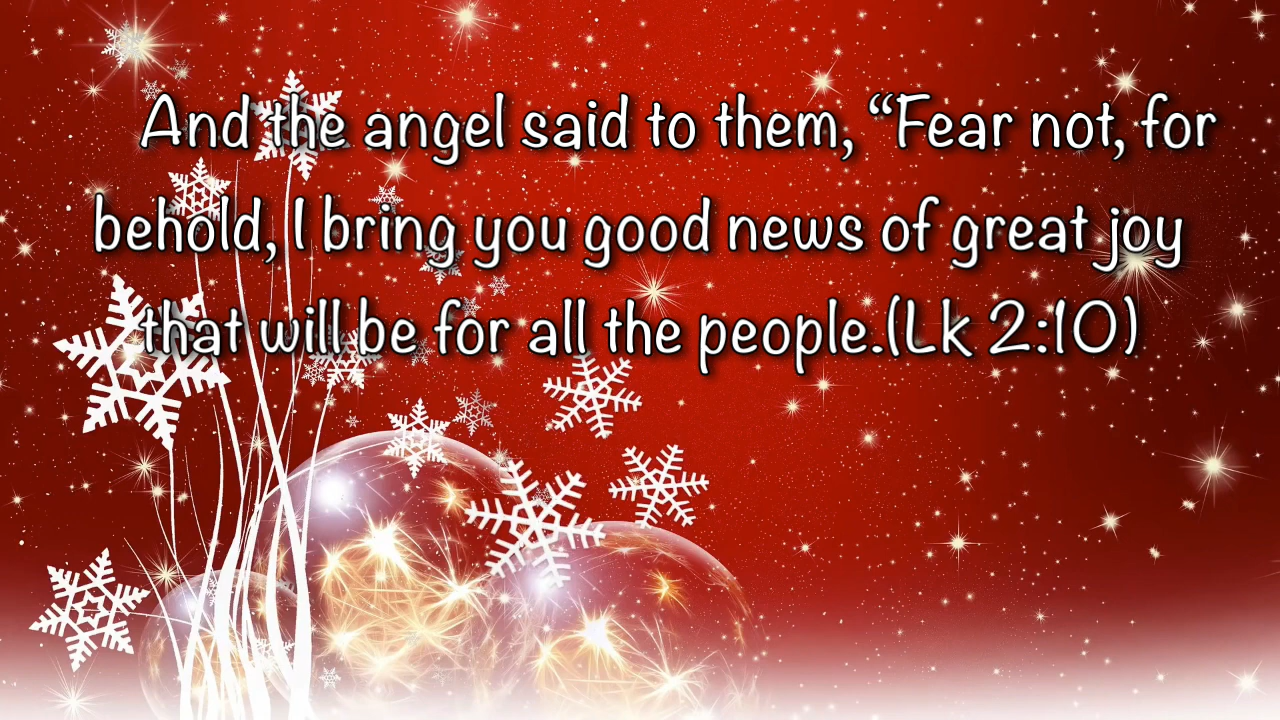 And the angel said to them, “Fear not, for
behold, I bring you good news of great joy
that will be for all the people.(Lk 2:10)